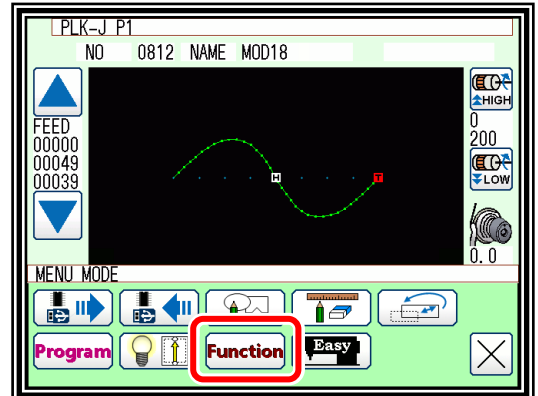 PLK-J P1
NO 0812 NAME MOD18
HIGH
FEED
00000
00049
00039
0
200
LOW
H
T
0.0
MENU MODE
Program
Function
Easy